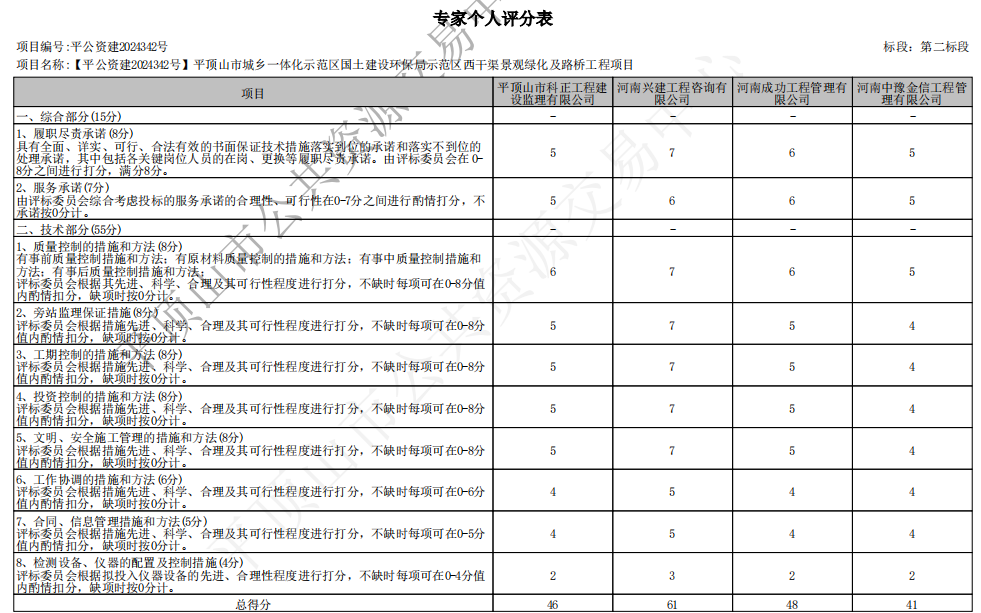 专家个人评分表
项目编号:平公资建2024342号 标段: 第二标段
项目名称:【平公资建2024342号】平顶山市城乡一体化示范区国土建设环保局示范区西干渠景观绿化及路桥工程项目
项目 平顶山市科正工程建 河南兴建工程咨询有 河南成功工程管理有 河南中豫金信工程管
设监理有限公司 限公司 限公司 理有限公司
一、综合部分(15分) – – – –
1、履职尽责承诺(8分)
具有全面、详实、可行、合法有效的书面保证技术措施落实到位的承诺和落实不到位的
处理承诺，其中包括各关键岗位人员的在岗、更换等履职尽责承诺。由评标委员会在 0-
8分之间进行打分，满分8分。
5 7 6 5
2、服务承诺(7分)
由评标委员会综合考虑投标的服务承诺的合理性、可行性在0-7分之间进行酌情打分，不
承诺按0分计。
5 6 6 5
二、技术部分(55分) – – – –
1、质量控制的措施和方法(8分)
有事前质量控制措施和方法；有原材料质量控制的措施和方法；有事中质量控制措施和
方法；有事后质量控制措施和方法；
评标委员会根据其先进、科学、合理及其可行性程度进行打分，不缺时每项可在0-8分值
内酌情扣分，缺项时按0分计。
6 7 6 5
2、旁站监理保证措施(8分)
评标委员会根据措施先进、科学、合理及其可行性程度进行打分，不缺时每项可在0-8分
值内酌情扣分，缺项时按0分计。
5 7 5 4
3、工期控制的措施和方法(8分)
评标委员会根据措施先进、科学、合理及其可行性程度进行打分，不缺时每项可在0-8分
值内酌情扣分，缺项时按0分计。
5 7 5 4
4、投资控制的措施和方法(8分)
评标委员会根据措施先进、科学、合理及其可行性程度进行打分，不缺时每项可在0-8分
值内酌情扣分，缺项时按0分计。
5 7 5 4
5、文明、安全施工管理的措施和方法(8分)
评标委员会根据措施先进、科学、合理及其可行性程度进行打分，不缺时每项可在0-8分
值内酌情扣分，缺项时按0分计。
5 7 5 4
6、工作协调的措施和方法(6分)
评标委员会根据措施先进、科学、合理及其可行性程度进行打分，不缺时每项可在0-6分
值内酌情扣分，缺项时按0分计。
4 5 4 4
7、合同、信息管理措施和方法(5分)
评标委员会根据措施先进、科学、合理及其可行性程度进行打分，不缺时每项可在0-5分
值内酌情扣分，缺项时按0分计。
4 5 4 4
8、检测设备、仪器的配置及控制措施(4分)
评标委员会根据拟投入仪器设备的先进、合理性程度进行打分，不缺时每项可在0-4分值
内酌情扣分，缺项时按0分计。
2 3 2 2
总得分 46 61 48 41
平顶山市公共资源交易中
平顶山市公共资源交易中心